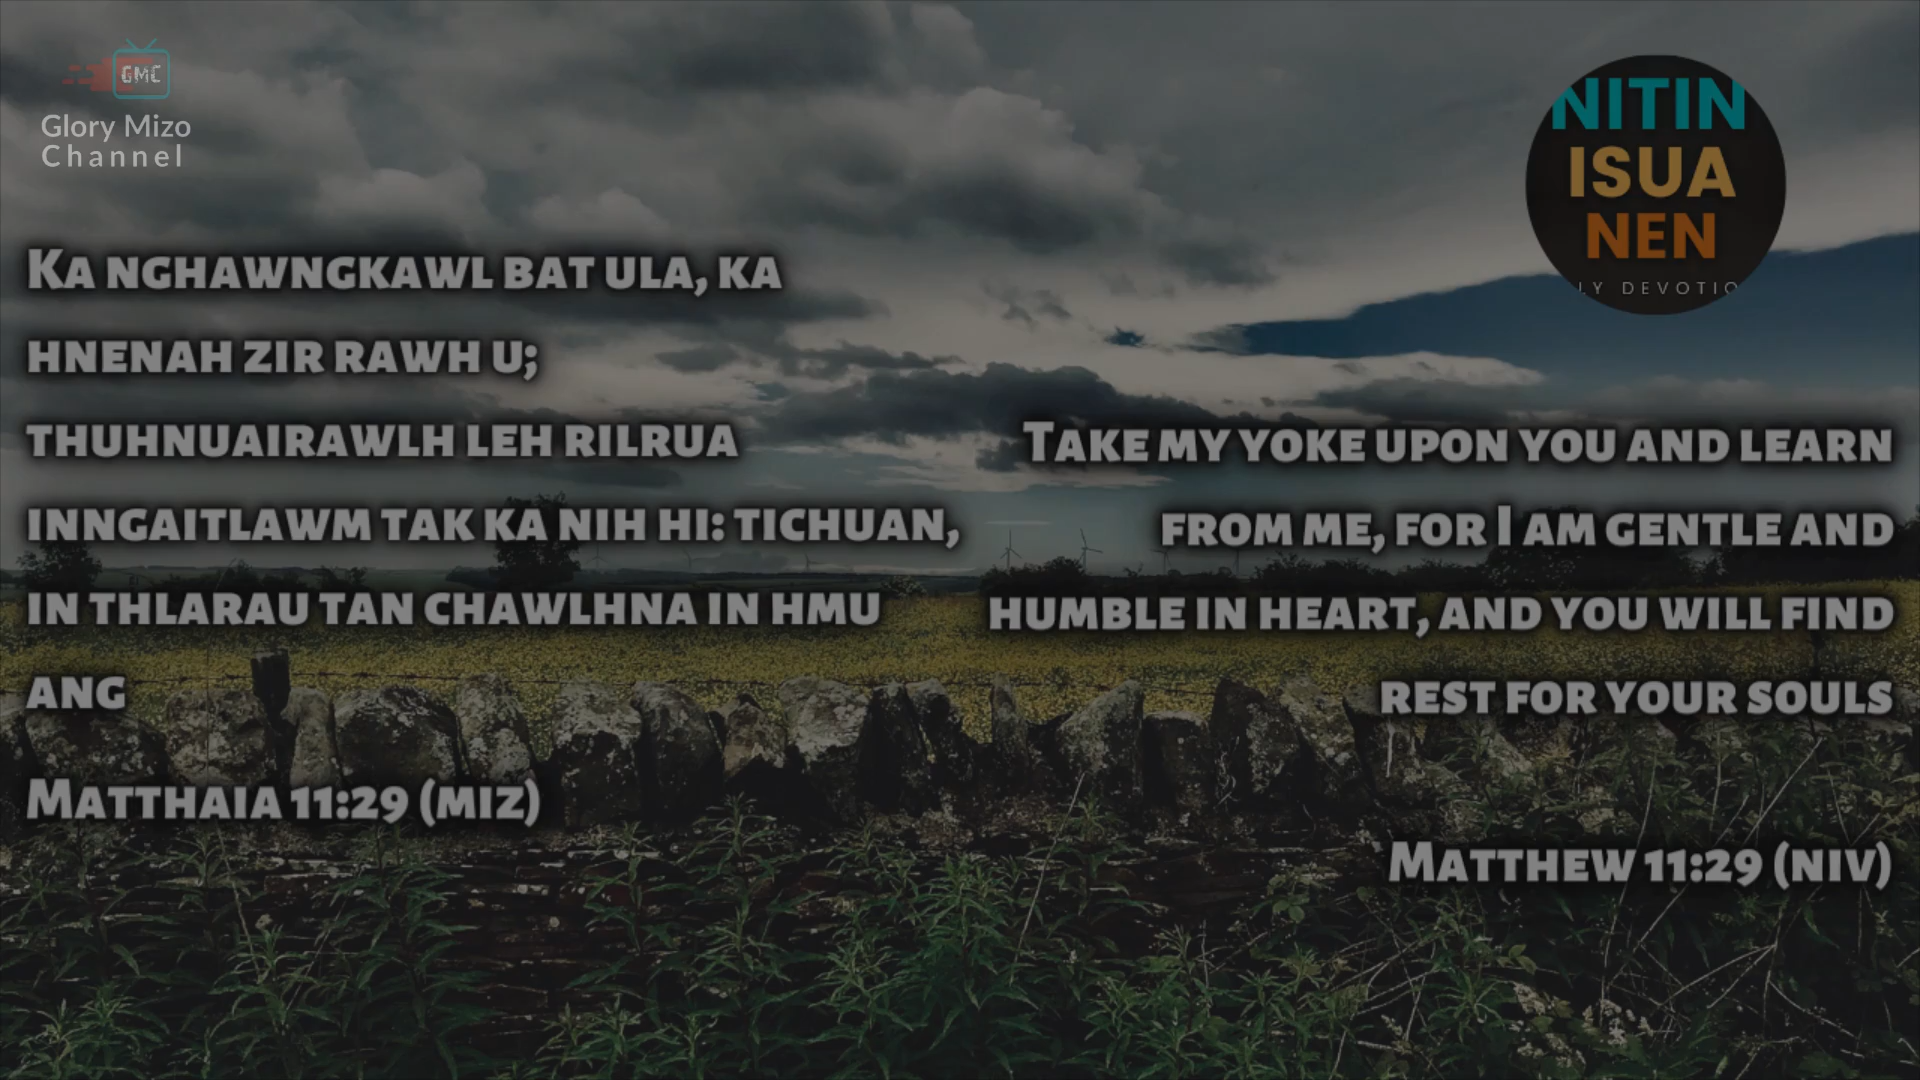 GMC
Glory Mizo
Channel
NITIN
ISUA
NEN
LY DEVOTIO
Ka nghawngkawl bat ula, ka
hnenah zir rawh u;
thuhnuairawlh leh rilrua
inngaitlawm tak ka nih hi: tichuan,
in thlarau tan chawlhna in hmu
ang
Matthaia 11:29 (MIZ)
Take my yoke upon you and learn
from me, for I am gentle and
humble in heart, and you will find
rest for your souls
Matthew 11:29 (NIV)